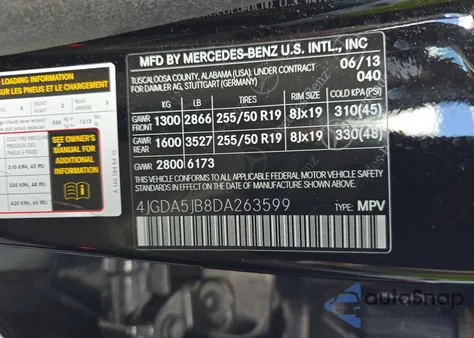 LOADING INFORMATION
SUR LES PNEUS ET LE CHARGEMENT
SEE OWNER'S
MANUAL FOR
ADDITIONAL
INFORMATION
MFD BY MERCEDES-BENZ U.S. INTL., INC
TUSCALOOSA COUNTY, ALABAMA (USA). UNDER CONTRACT
FOR DAIMLER AG, STUTTGART (GERMANY)
06/13
040
KG LB TIRES RIMS COLD KPA (PSI)
GAWR FRONT 1300 2866 255/50 R19 8Jx19 310(45)
GAWR REAR 1600 3527 255/50 R19 8Jx19 330(48)
GVWR 2800 6173
THIS VEHICLE CONFORMS TO ALL APPLICABLE U.S.
FEDERAL MOTOR VEHICLE SAFETY STANDARDS IN
EFFECT ON THE DATE OF MANUFACTURE SHOWN ABOVE.
4JGDA5JB8DA263599
TYPE: MPV
autoSnap